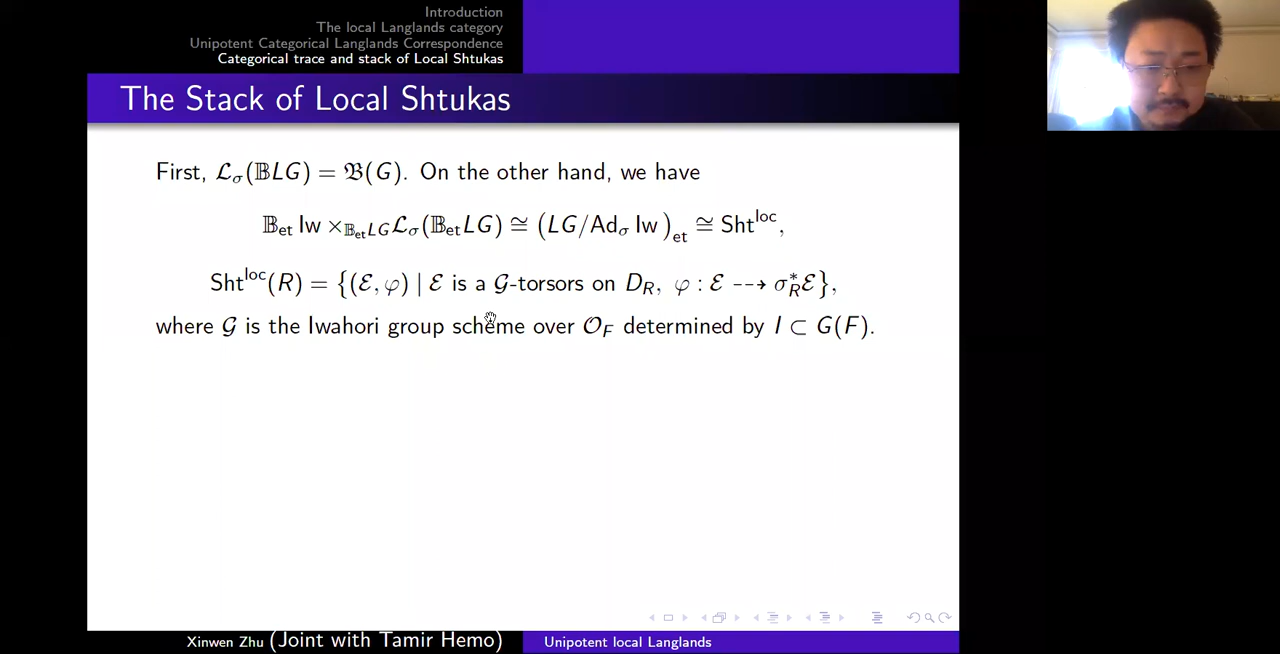 Introduction
The local Langlands category
Unipotent Categorical Langlands Correspondence
Categorical trace and stack of Local Shtukas
The Stack of Local Shtukas
First, 𝓛_σ(𝔹LG) = 𝔅(G). On the other hand, we have
𝔹_et Iw ×_{𝔹_et LG} 𝓛_σ(𝔹_et LG) ≅ (LG/Ad_σ Iw)_et ≅ Sht^loc,
Sht^loc(R) = {(ℰ, φ) | ℰ is a 𝒢-torsors on D_R, φ : ℰ ⇢ σ_R^*ℰ},
where 𝒢 is the Iwahori group scheme over 𝒪_F determined by I ⊂ G(F).
Xinwen Zhu (Joint with Tamir Hemo) Unipotent local Langlands